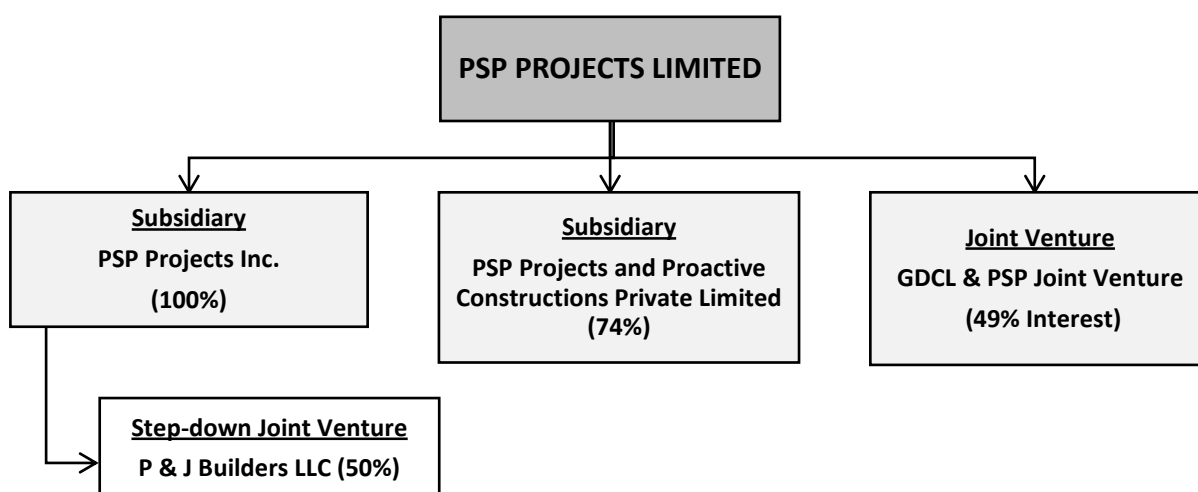 PSP PROJECTS LIMITED
Subsidiary
PSP Projects Inc.
(100%)
Subsidiary
PSP Projects and Proactive
Constructions Private Limited
(74%)
Joint Venture
GDCL & PSP Joint Venture
(49% Interest)
Step-down Joint Venture
P & J Builders LLC (50%)